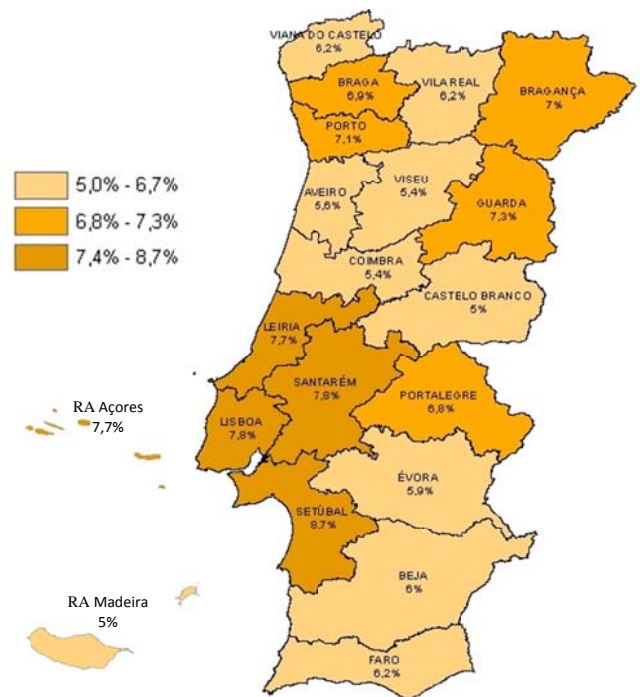 VIANA DO CASTELO
6,2%
BRAGA
6,9%
VILA REAL
6,2%
BRAGANÇA
7%
PORTO
7,1%
5,0% - 6,7%
6,8% - 7,3%
7,4% - 8,7%
AVEIRO
5,6%
VISEU
5,4%
GUARDA
7,3%
COIMBRA
5,4%
CASTELO BRANCO
5%
LEIRIA
7,7%
SANTARÉM
7,8%
PORTALEGRE
6,8%
RA Açores
7,7%
LISBOA
7,8%
ÉVORA
5,9%
SETÚBAL
8.7%
BEJA
6%
RA Madeira
5%
FARO
6,2%